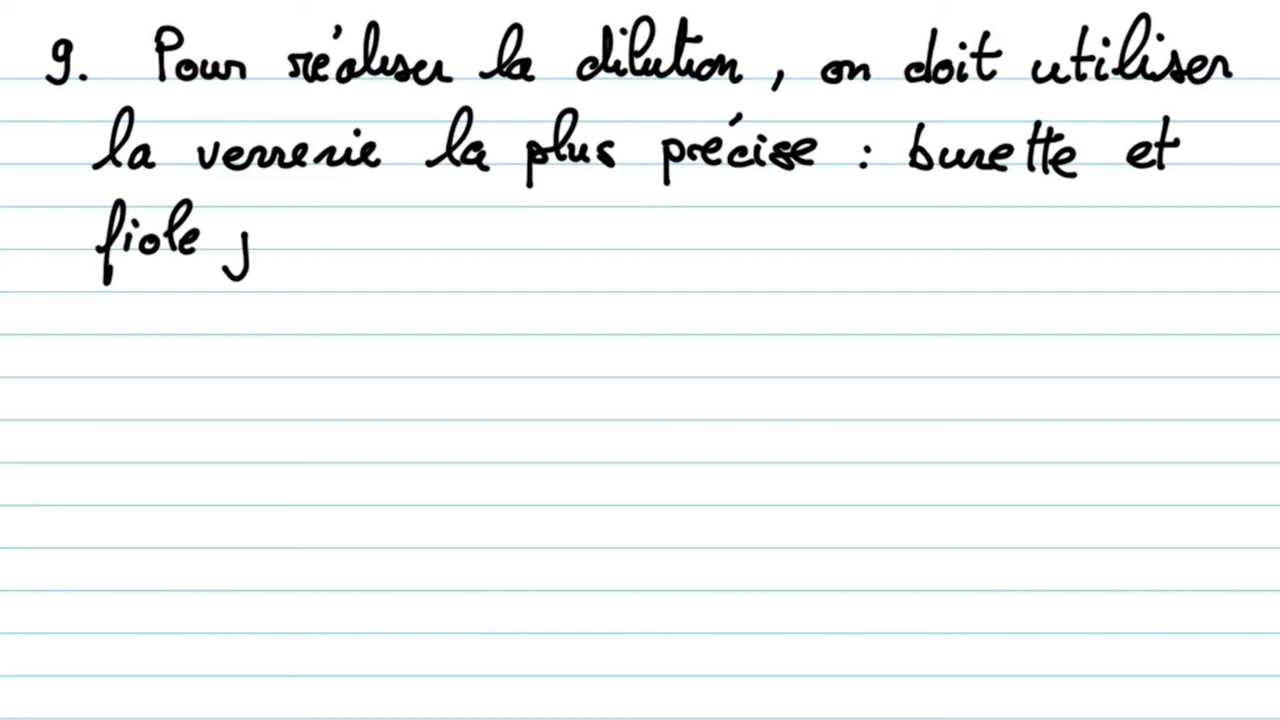 9. Pour réaliser la dilution, on doit utiliser
la verrerie la plus précise : burette et
fiole j